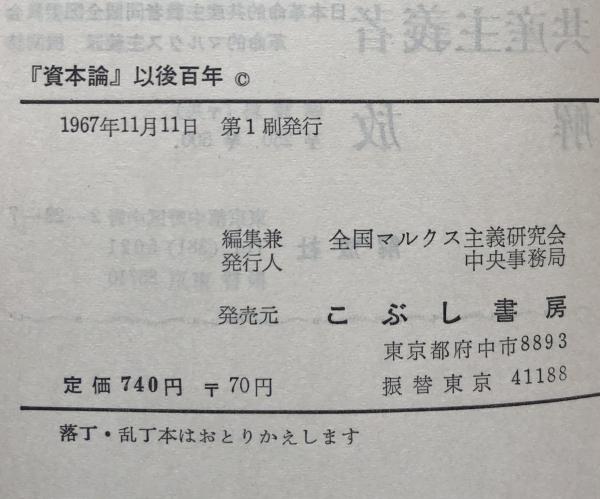 『資本論』以後百年 ©
1967年11月11日 第1刷発行
編集兼発行人 全国マルクス主義研究会
中央事務局
発売元 こぶし書房
東京都府中市8893
振替東京 41188
定価 740円 〒70円
落丁・乱丁本はおとりかえします